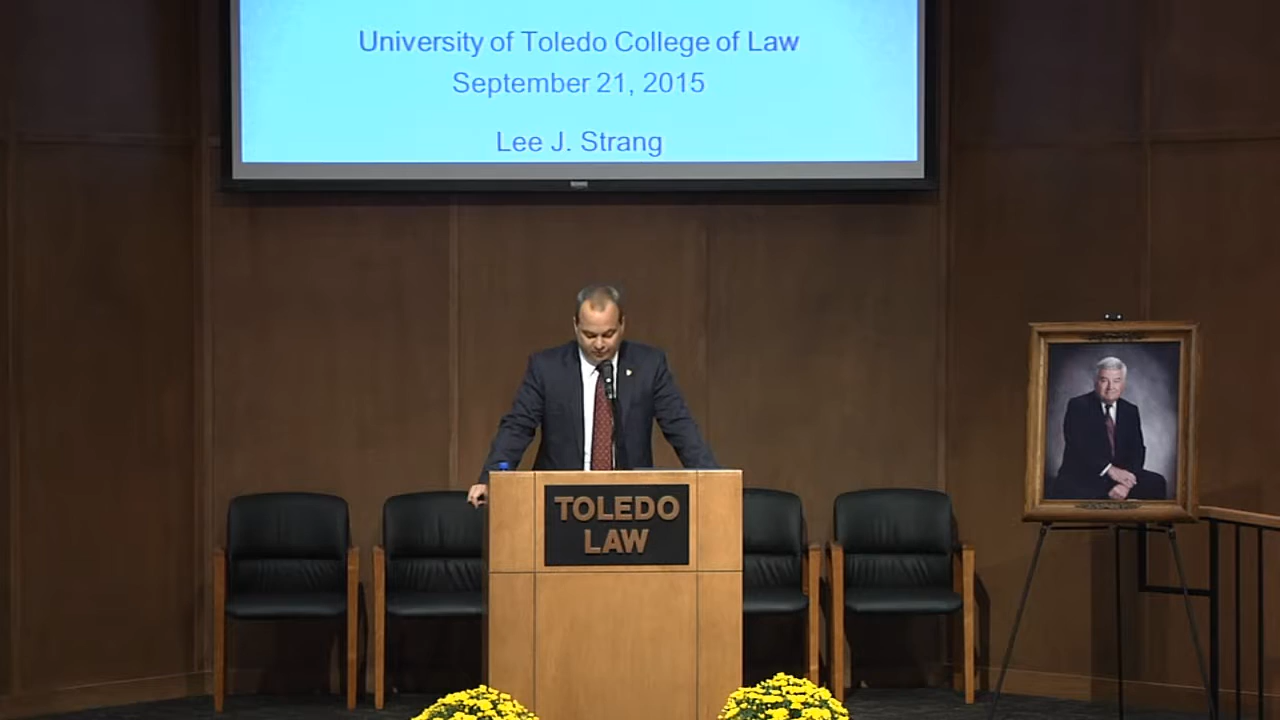 University of Toledo College of Law
September 21, 2015
Lee J. Strang
TOLEDO
LAW